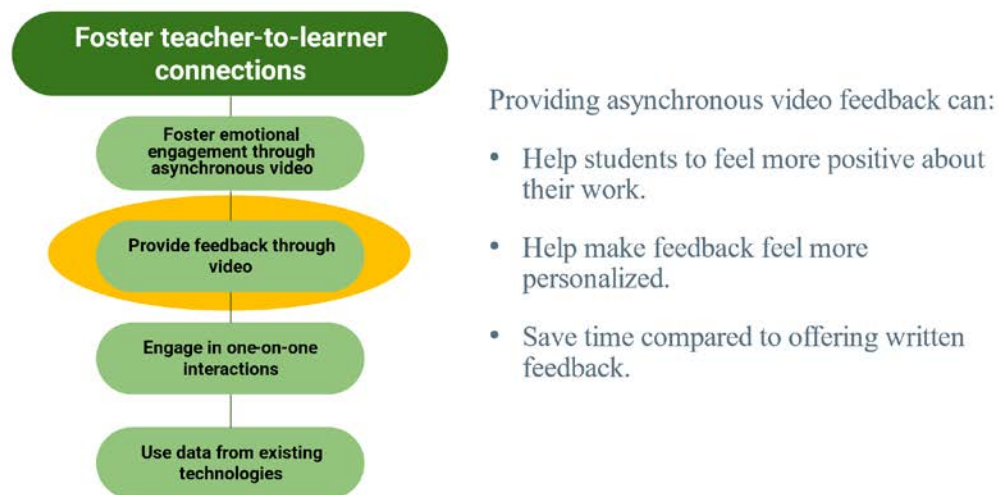 Foster teacher-to-learner
connections
Foster emotional
engagement through
asynchronous video
Provide feedback through
video
Engage in one-on-one
interactions
Use data from existing
technologies
Providing asynchronous video feedback can:
• Help students to feel more positive about
their work.
• Help make feedback feel more
personalized.
• Save time compared to offering written
feedback.